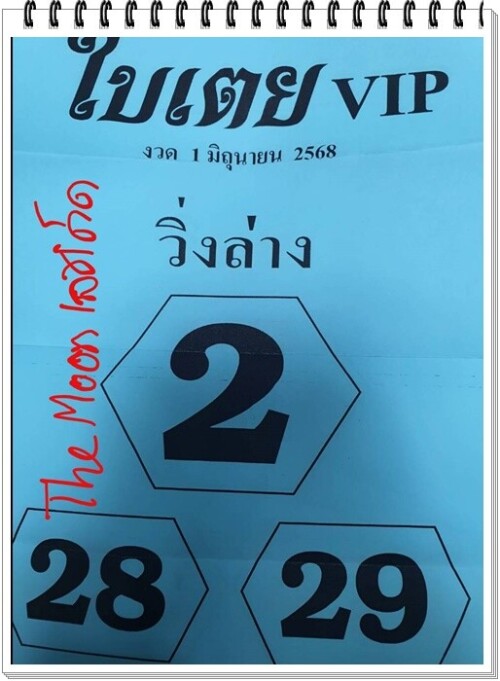 ใบเตย VIP
งวด 1 มิถุนายน 2568
วิ่งล่าง
2
28 29
The Moon เลขเด็ด